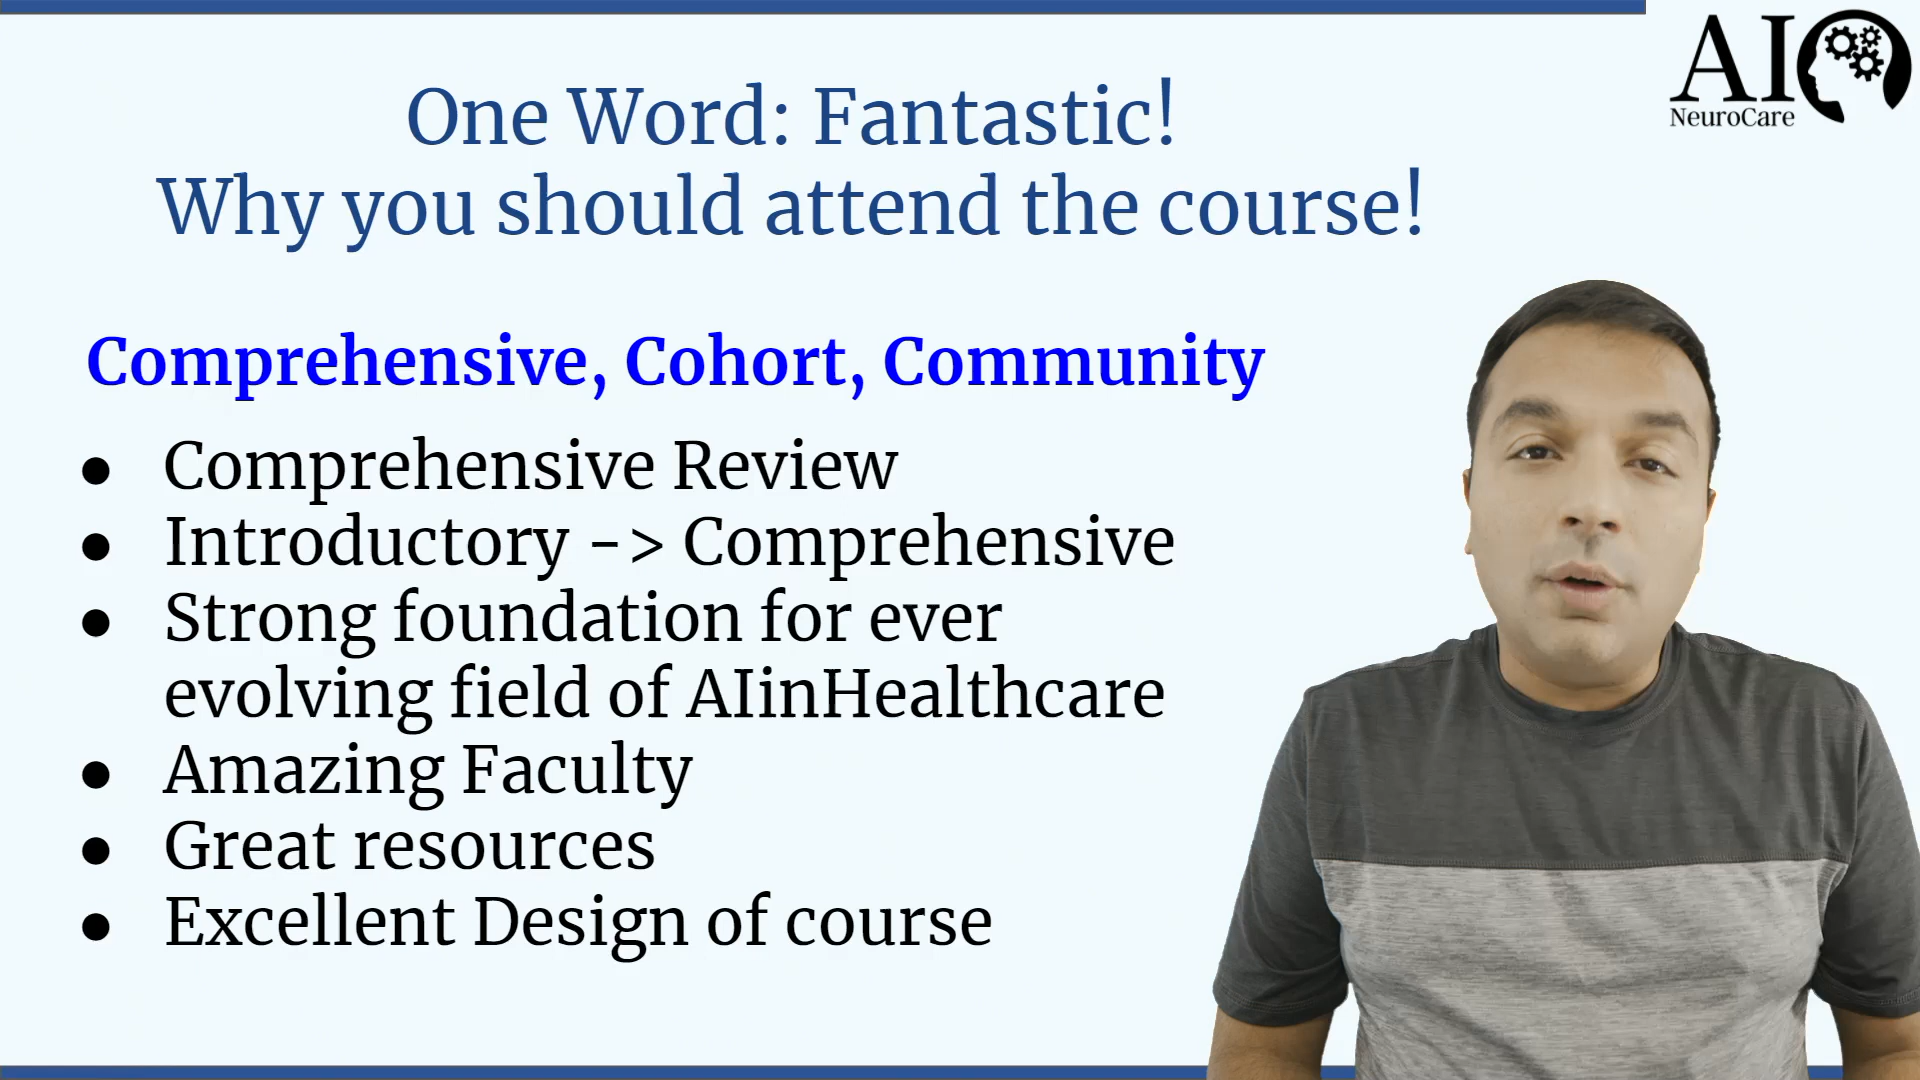 AI
NeuroCare
One Word: Fantastic!
Why you should attend the course!
Comprehensive, Cohort, Community
● Comprehensive Review
● Introductory -> Comprehensive
● Strong foundation for ever
evolving field of AIinHealthcare
● Amazing Faculty
● Great resources
● Excellent Design of course